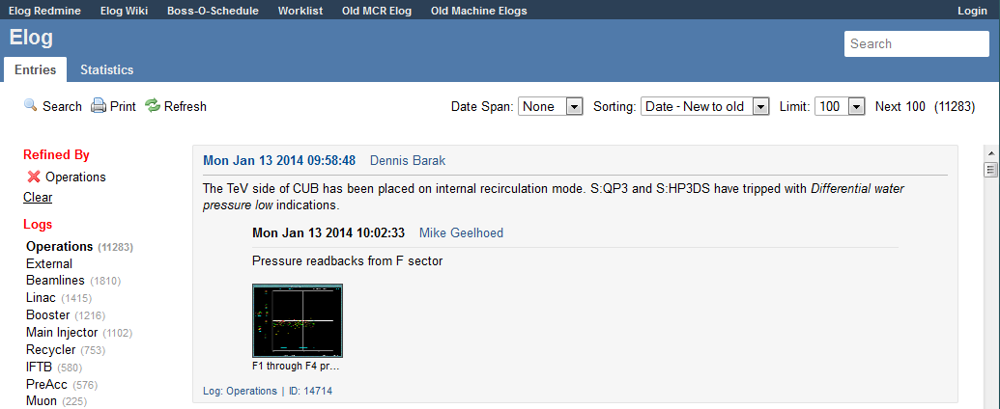 Elog Redmine Elog Wiki Boss-O-Schedule Worklist Old MCR Elog Old Machine Elogs Login
Elog
Search
Entries Statistics
Search Print Refresh Date Span: None Sorting: Date - New to old Limit: 100 Next 100 (11283)
Refined By
Operations
Clear
Logs
Operations (11283)
External
Beamlines (1810)
Linac (1415)
Booster (1216)
Main Injector (1102)
Recycler (753)
IFTB (580)
PreAcc (576)
Muon (225)
Mon Jan 13 2014 09:58:48 Dennis Barak
The TeV side of CUB has been placed on internal recirculation mode. S:QP3 and S:HP3DS have tripped with Differential water
pressure low indications.
Mon Jan 13 2014 10:02:33 Mike Geelhoed
Pressure readbacks from F sector
F1 through F4 pr...
Log: Operations | ID: 14714